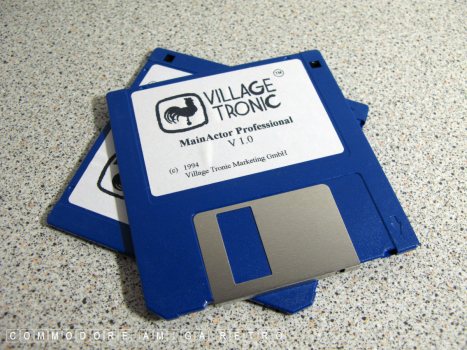 VILLAGE TM
TRONIC
MainActor Professional
V 1.0
(c) 1994
Village Tronic Marketing GmbH
COMMODORE AMIGA RETRO